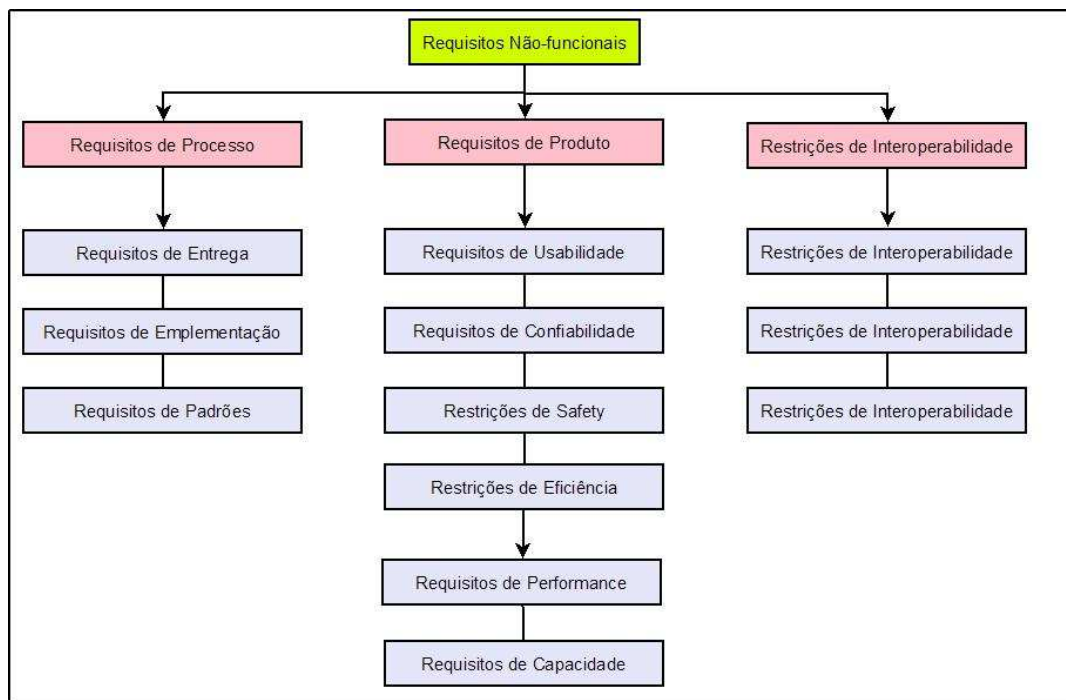 Requisitos Não-funcionais
Requisitos de Processo
Requisitos de Produto
Restrições de Interoperabilidade
Requisitos de Entrega
Requisitos de Usabilidade
Restrições de Interoperabilidade
Requisitos de Emplementação
Requisitos de Confiabilidade
Restrições de Interoperabilidade
Requisitos de Padrões
Restrições de Safety
Restrições de Interoperabilidade
Restrições de Eficiência
Requisitos de Performance
Requisitos de Capacidade